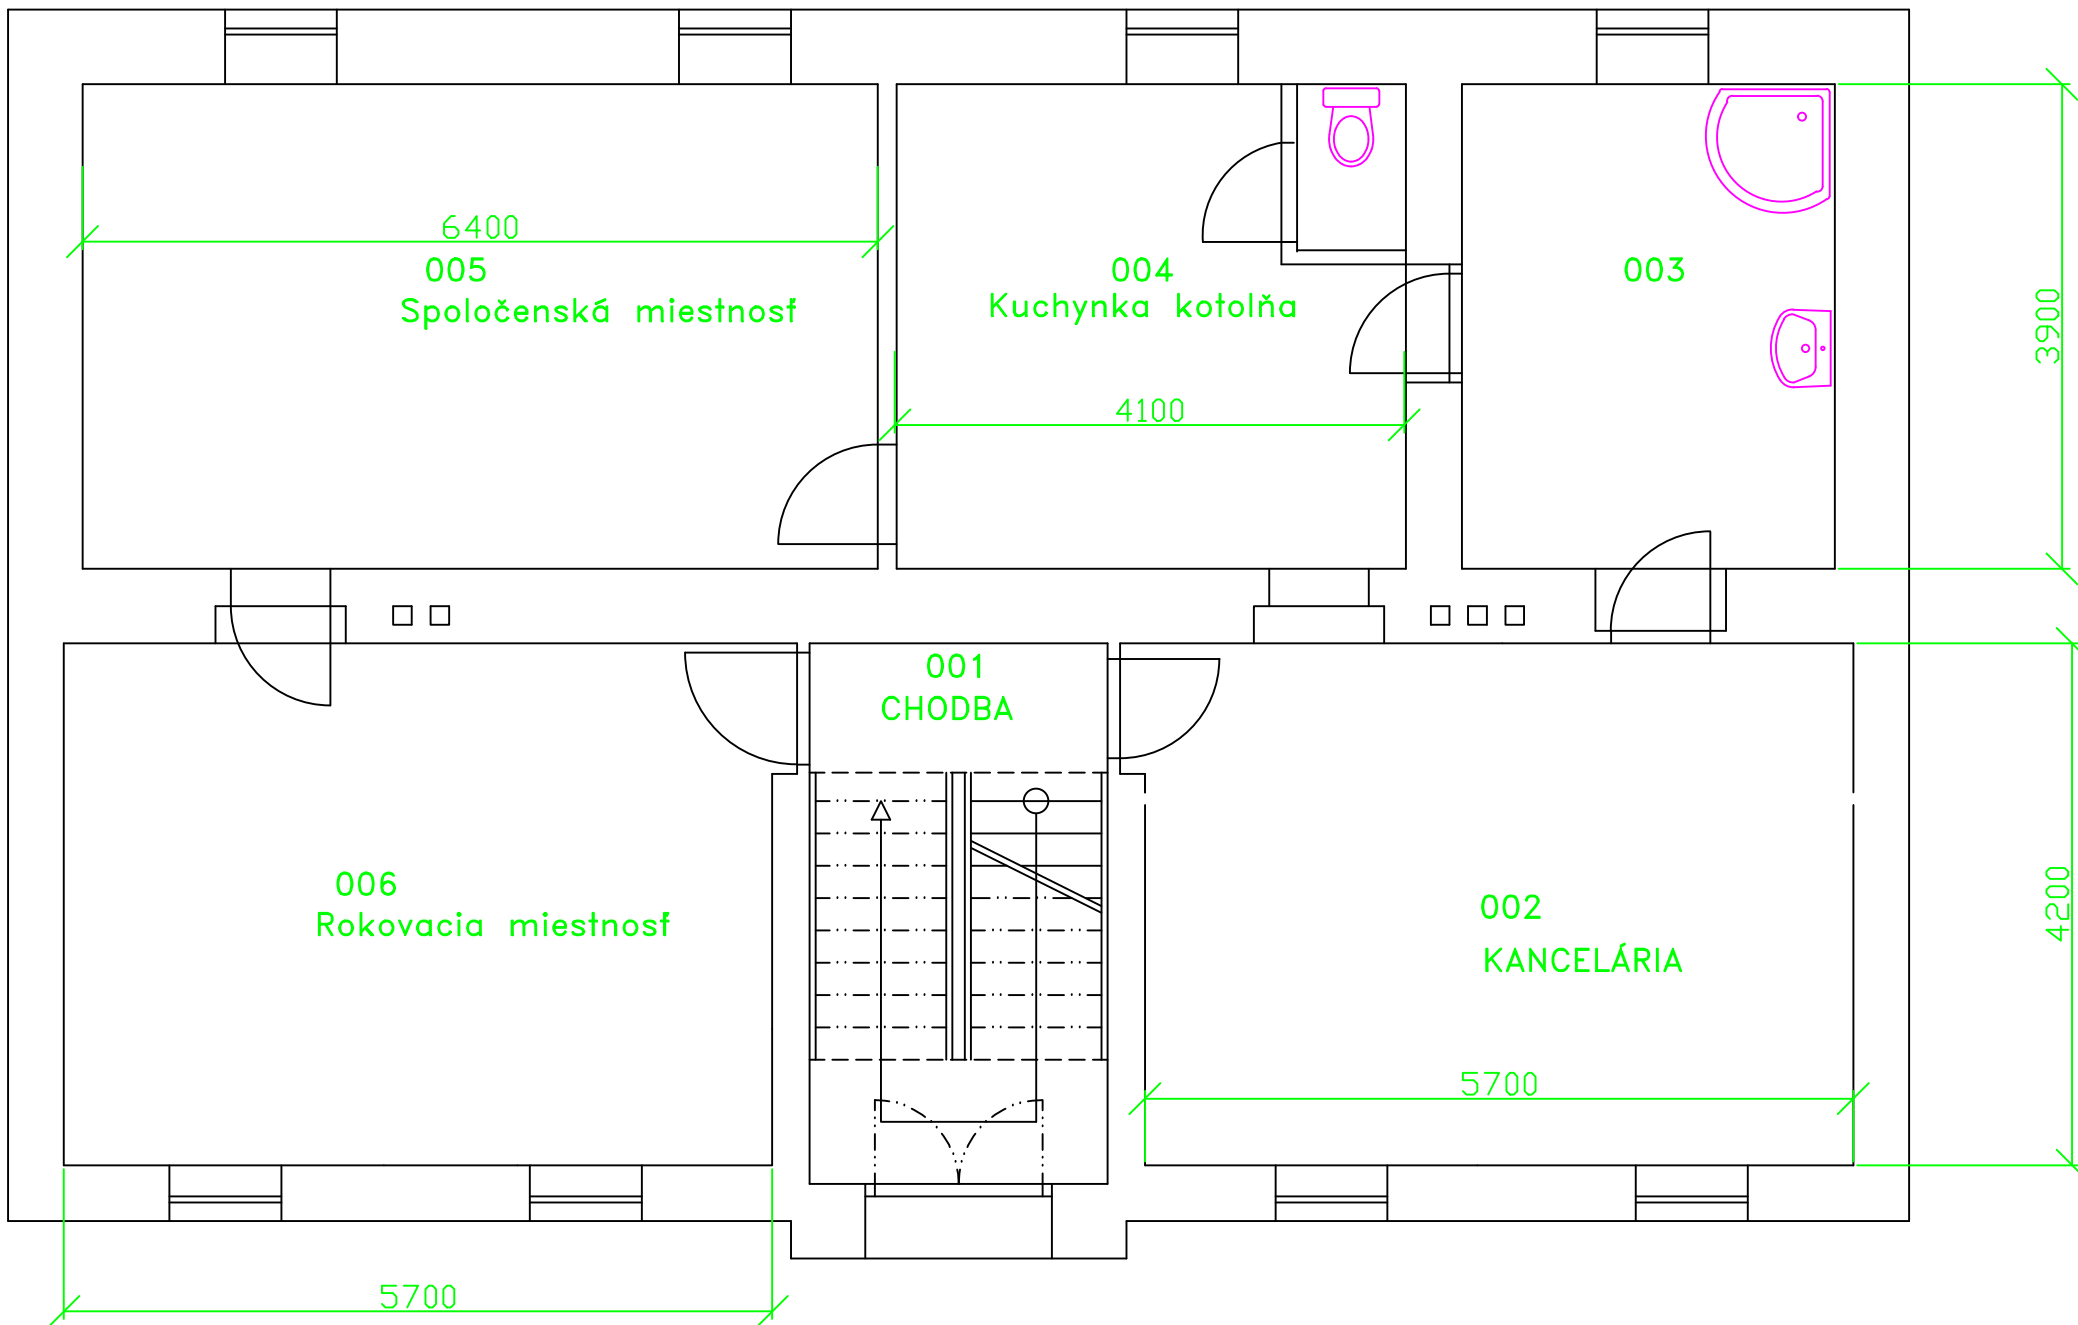 6400
005
Spoločenská miestnosť
004
Kuchynka kotolňa
003
3900
4100
001
CHODBA
006
Rokovacia miestnosť
002
KANCELÁRIA
4200
5700
5700